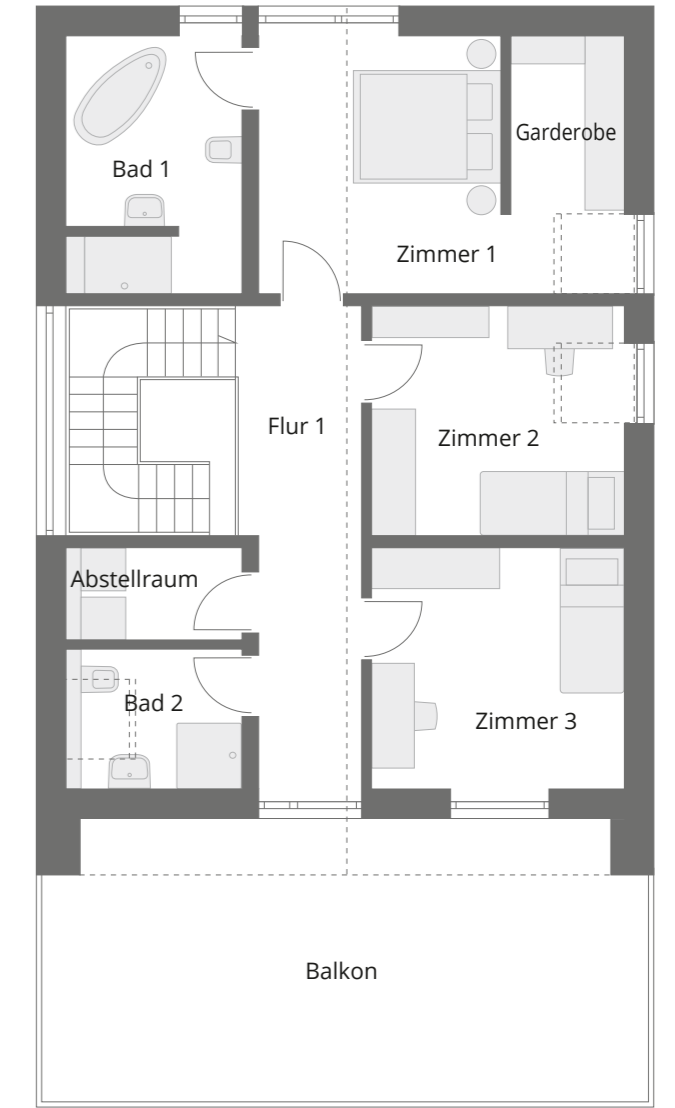 Garderobe
Bad 1
Zimmer 1
Flur 1
Zimmer 2
Abstellraum
Bad 2
Zimmer 3
Balkon